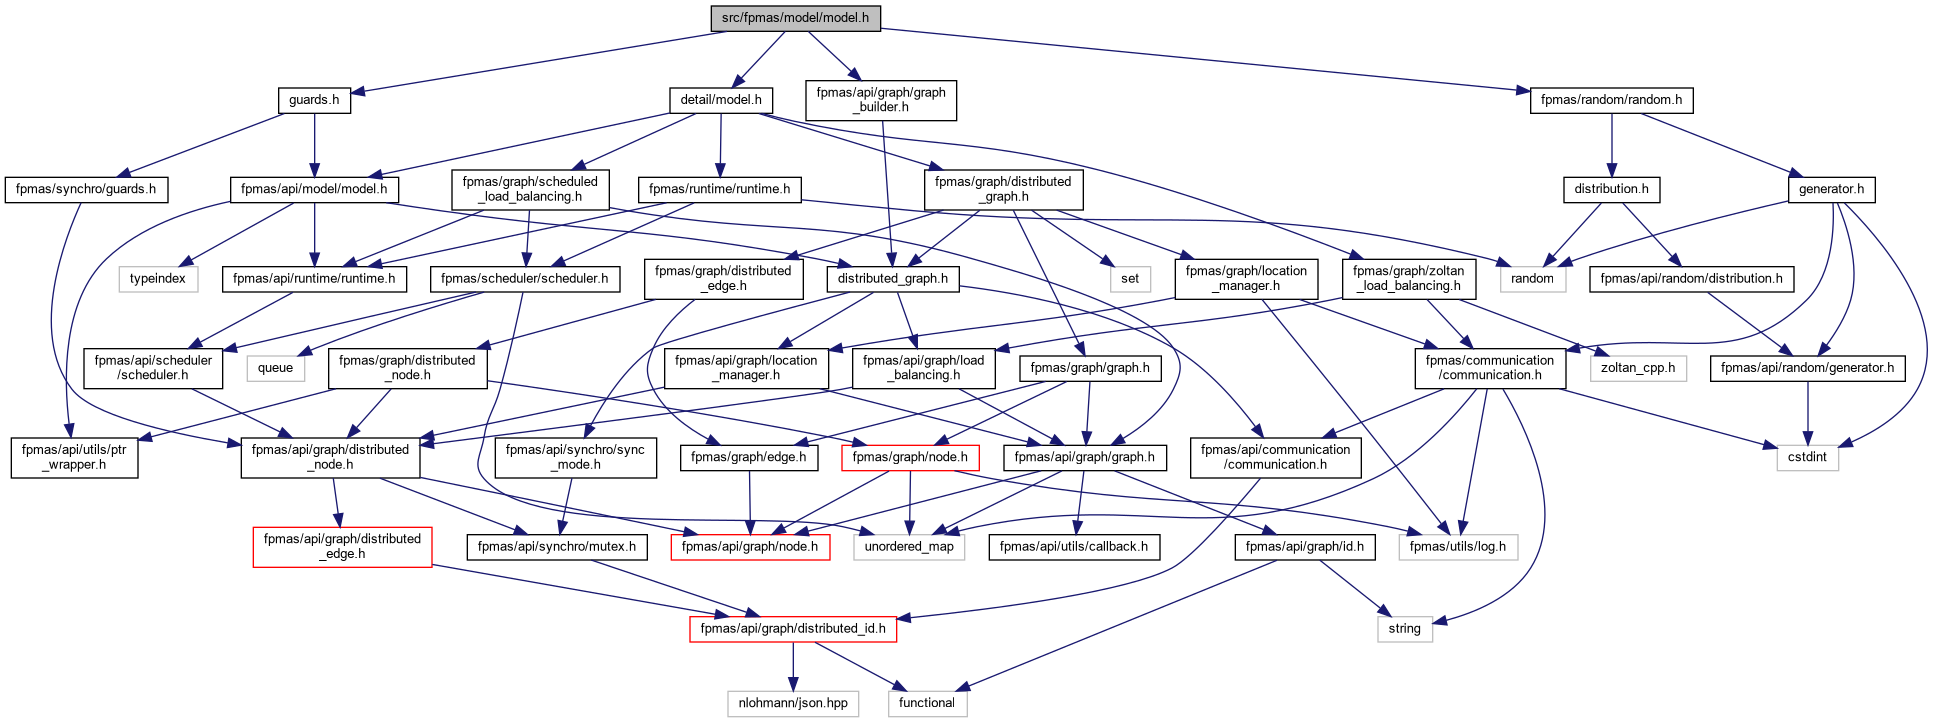 src/fpmas/model/model.h
guards.h
detail/model.h
fpmas/api/graph/graph
_builder.h
fpmas/random/random.h
fpmas/synchro/guards.h
fpmas/api/model/model.h
fpmas/graph/scheduled
_load_balancing.h
fpmas/runtime/runtime.h
fpmas/graph/distributed
_graph.h
distribution.h
generator.h
typeindex
fpmas/api/runtime/runtime.h
fpmas/scheduler/scheduler.h
fpmas/graph/distributed
_edge.h
distributed_graph.h
set
fpmas/graph/location
_manager.h
fpmas/graph/zoltan
_load_balancing.h
random
fpmas/api/random/distribution.h
fpmas/api/scheduler
/scheduler.h
queue
fpmas/graph/distributed
_node.h
fpmas/api/graph/location
_manager.h
fpmas/api/graph/load
_balancing.h
fpmas/graph/graph.h
fpmas/communication
/communication.h
zoltan_cpp.h
fpmas/api/random/generator.h
fpmas/api/utils/ptr
_wrapper.h
fpmas/api/graph/distributed
_node.h
fpmas/api/synchro/sync
_mode.h
fpmas/graph/edge.h
fpmas/graph/node.h
fpmas/api/graph/graph.h
fpmas/api/communication
/communication.h
cstdint
fpmas/api/graph/distributed
_edge.h
fpmas/api/synchro/mutex.h
fpmas/api/graph/node.h
unordered_map
fpmas/api/utils/callback.h
fpmas/api/graph/id.h
fpmas/utils/log.h
fpmas/api/graph/distributed_id.h
string
nlohmann/json.hpp
functional